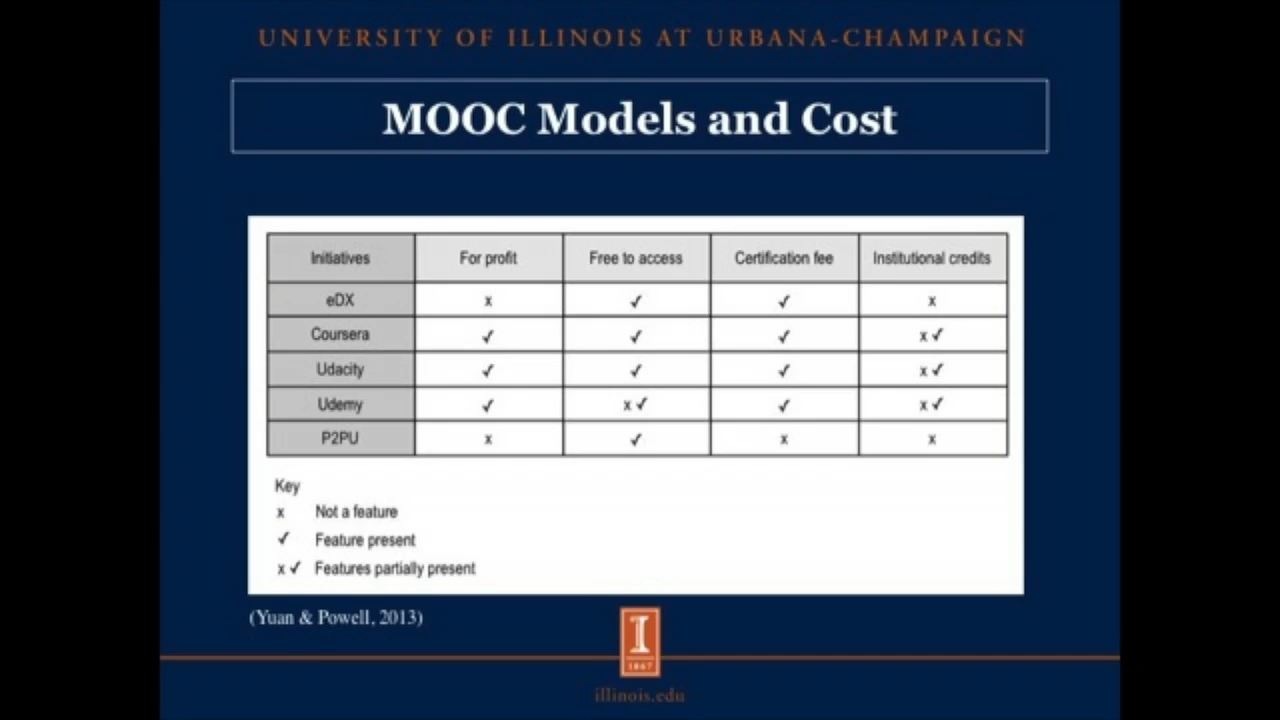 UNIVERSITY OF ILLINOIS AT URBANA-CHAMPAIGN
MOOC Models and Cost
Initiatives For profit Free to access Certification fee Institutional credits
eDX x ✓ ✓ x
Coursera ✓ ✓ ✓ x ✓
Udacity ✓ ✓ ✓ x ✓
Udemy ✓ x ✓ ✓ x ✓
P2PU x ✓ x x
Key
x Not a feature
✓ Feature present
x ✓ Features partially present
(Yuan & Powell, 2013)
I
1867
illinois.edu